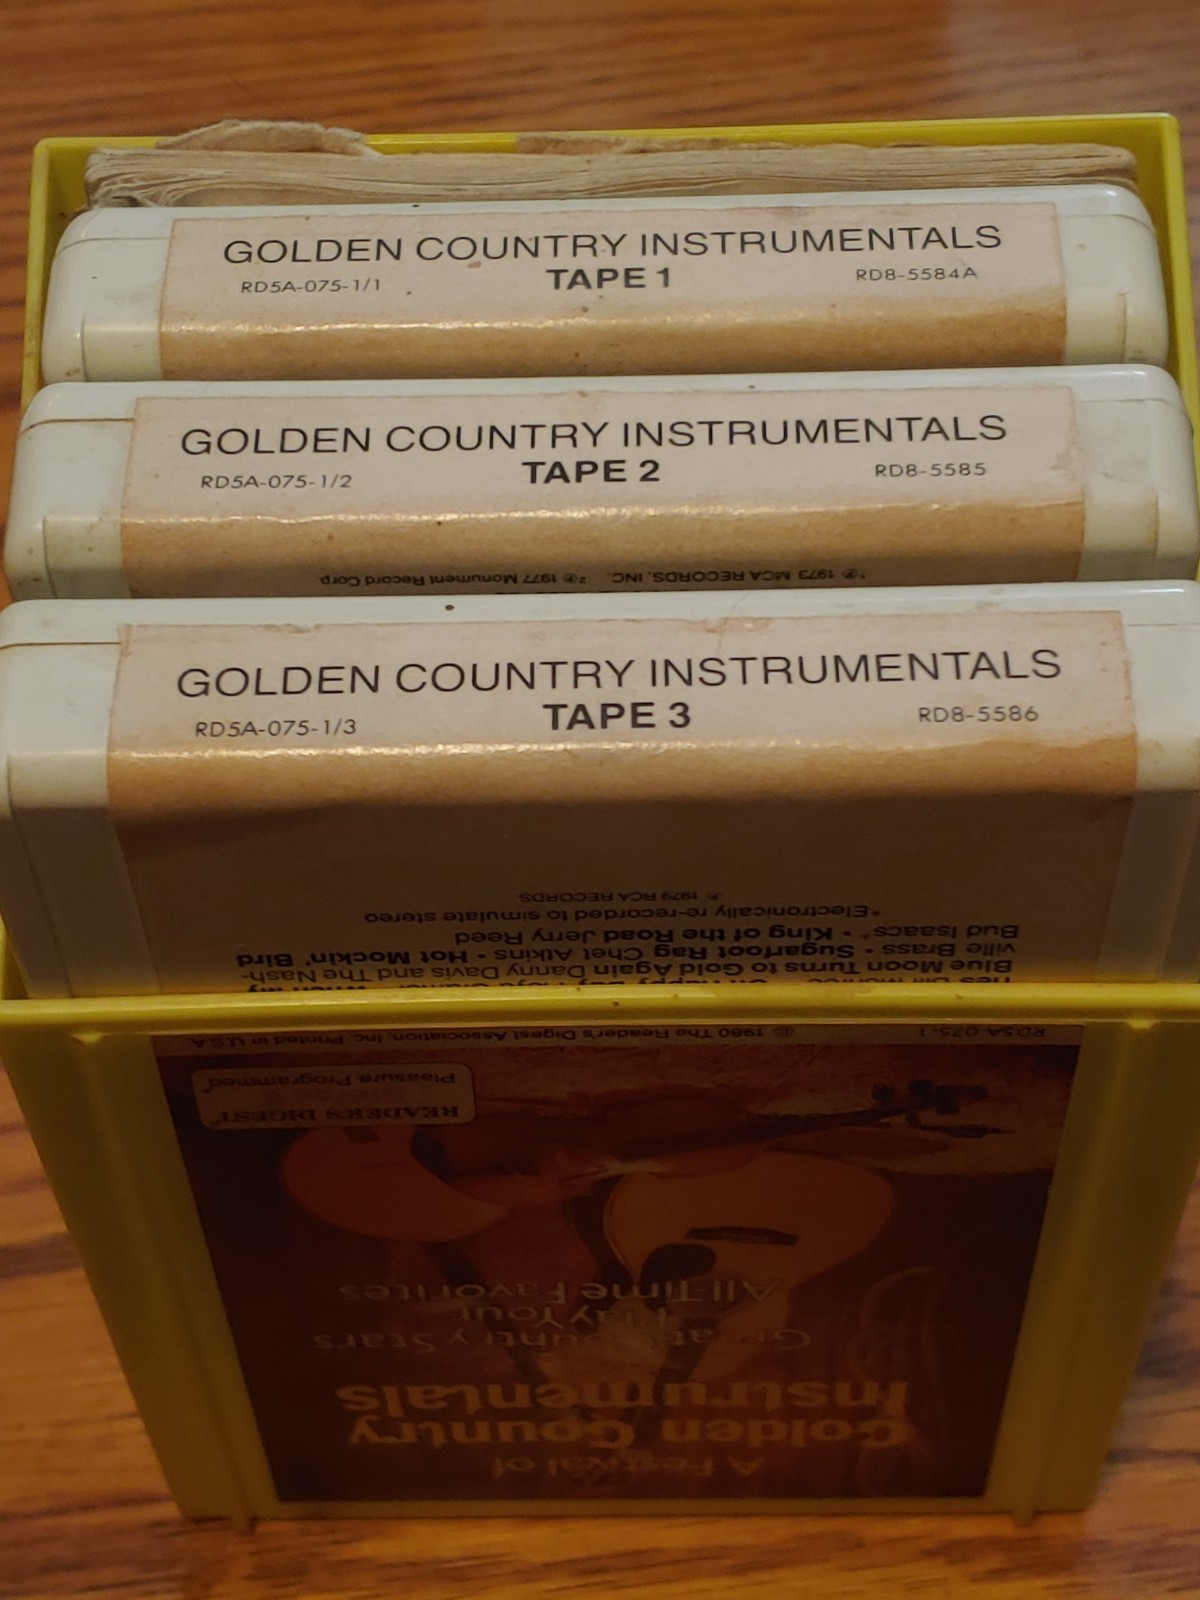 GOLDEN COUNTRY INSTRUMENTALS
RD5A-075-1/1 TAPE 1 RD8-5584A
GOLDEN COUNTRY INSTRUMENTALS
RD5A-075-1/2 TAPE 2 RD8-5585
¹℗ 1973 MCA RECORDS, INC. ²℗ 1977 Monument Record Corp.
GOLDEN COUNTRY INSTRUMENTALS
RD5A-075-1/3 TAPE 3 RD8-5586
Blue Moon Turns to Gold Again Danny Davis and The Nash-
ville Brass • Sugarfoot Rag Chet Atkins • Hot Mockin' Bird
Bud Isaacs* • King of the Road Jerry Reed
*Electronically re-recorded to simulate stereo
℗ 1979 RCA RECORDS
A Festival of
Golden Country
Instrumentals
Great Country Stars
Play Your
All-Time Favorites
READER'S DIGEST
Pleasure Programmed®
RD5A-075-1 © 1980 The Reader's Digest Association, Inc. Printed in U.S.A.